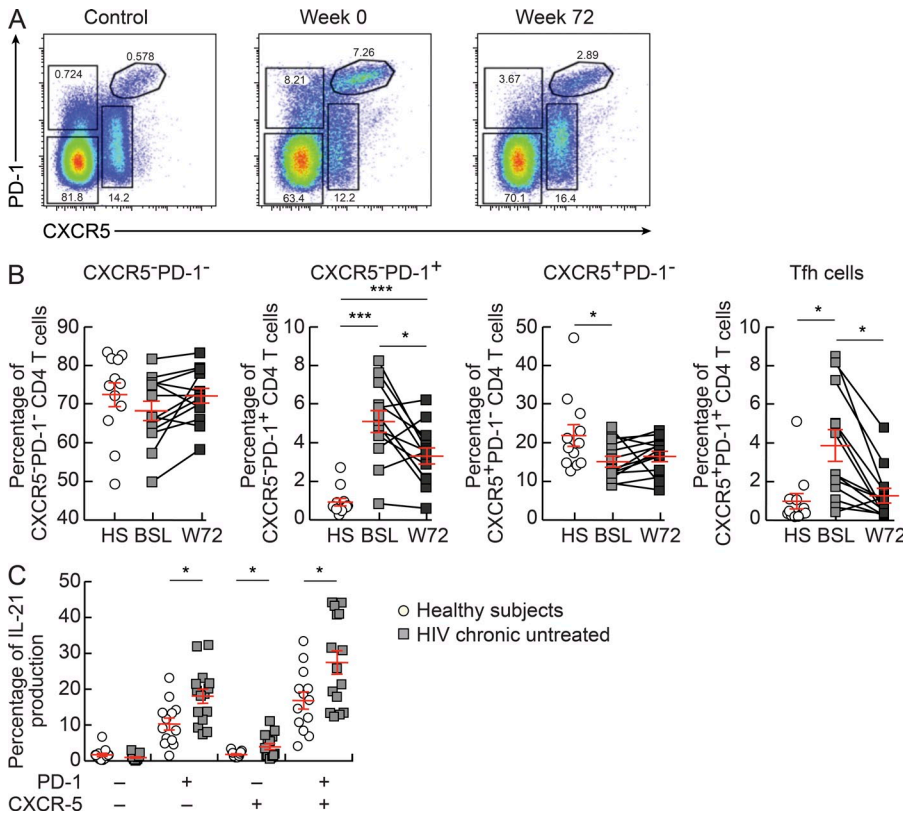 A
Control
Week 0
Week 72
0.724
0.578
81.8
14.2
8.21
7.26
63.4
12.2
3.67
2.89
70.1
16.4
PD-1
CXCR5
B
CXCR5⁻PD-1⁻
CXCR5⁻PD-1⁺
CXCR5⁺PD-1⁻
Tfh cells
Percentage of
CXCR5⁻PD-1⁻ CD4 T cells
90
80
70
60
50
40
HS BSL W72
Percentage of
CXCR5⁻PD-1⁺ CD4 T cells
10
8
6
4
2
0
***
***
*
HS BSL W72
Percentage of
CXCR5⁺PD-1⁻ CD4 T cells
50
40
30
20
10
0
*
HS BSL W72
Percentage of
CXCR5⁺PD-1⁺ CD4 T cells
10
8
6
4
2
0
*
*
HS BSL W72
C
Percentage of IL-21
production
50
40
30
20
10
0
*
*
*
Healthy subjects
HIV chronic untreated
PD-1 – + – +
CXCR-5 – – + +